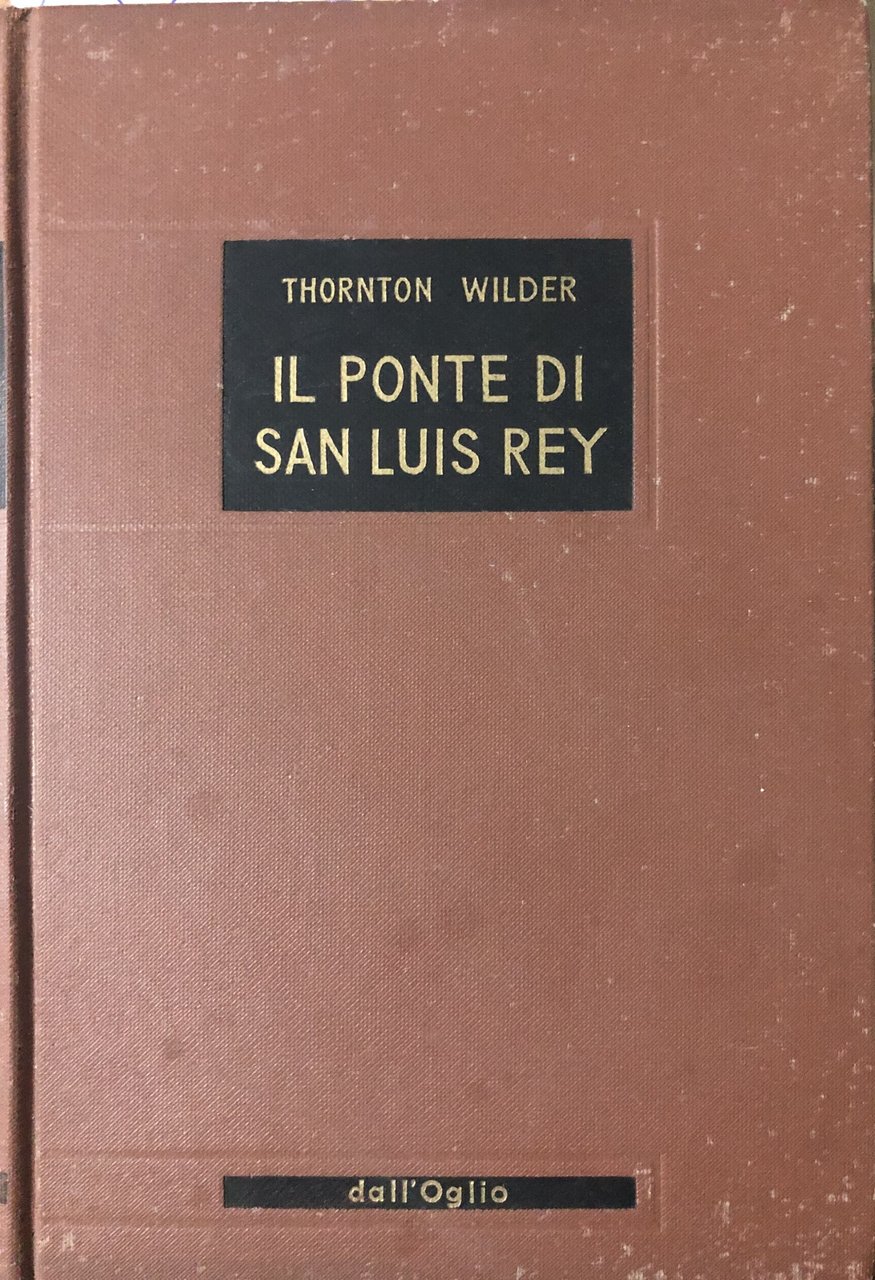 THORNTON WILDER
IL PONTE DI
SAN LUIS REY
dall'Oglio